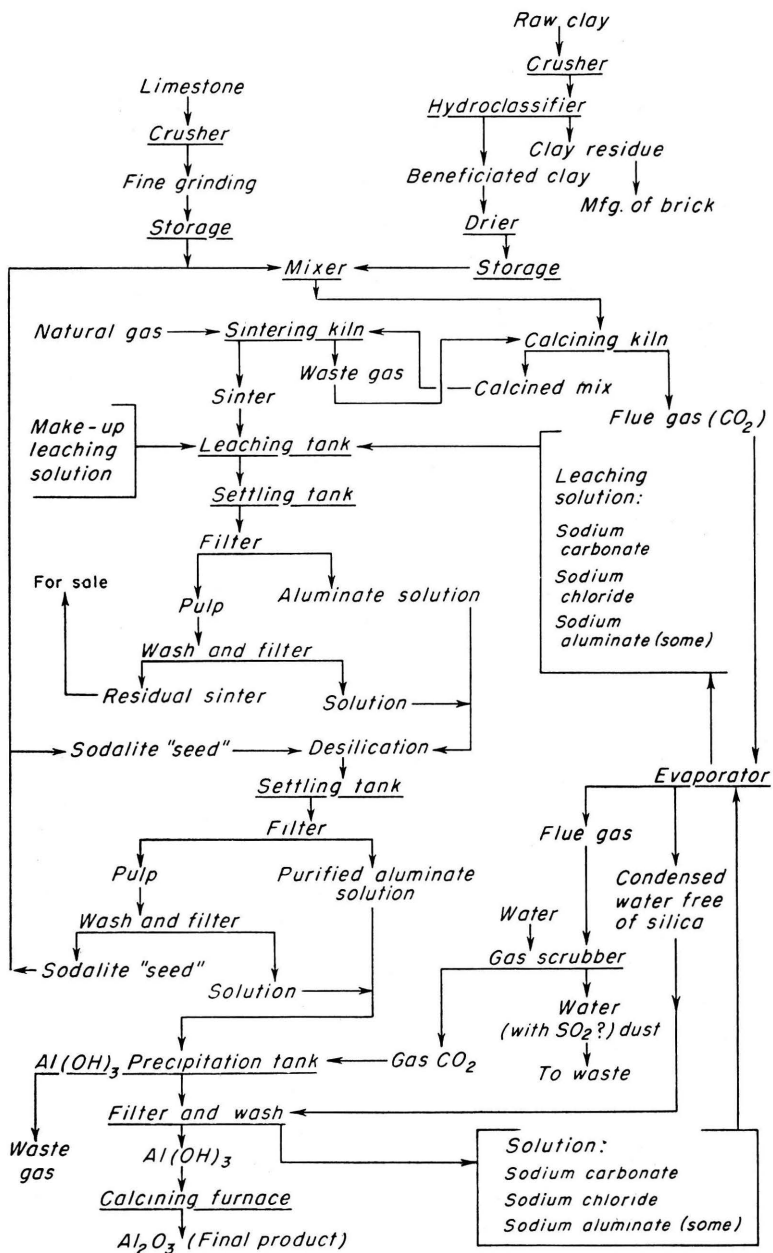 Raw clay
Crusher
Hydroclassifier
Clay residue
Mfg. of brick
Beneficiated clay
Drier
Storage
Limestone
Crusher
Fine grinding
Storage
Mixer
Natural gas
Sintering kiln
Calcining kiln
Waste gas
Calcined mix
Flue gas (CO2)
Sinter
Make-up
leaching
solution
Leaching tank
Leaching
solution:
Sodium
carbonate
Sodium
chloride
Sodium
aluminate (some)
Settling tank
Filter
For sale
Pulp
Aluminate solution
Wash and filter
Residual sinter
Solution
Sodalite "seed"
Desilication
Settling tank
Evaporator
Filter
Flue gas
Condensed
water free
of silica
Pulp
Purified aluminate
solution
Water
Wash and filter
Gas scrubber
Sodalite "seed"
Solution
Water
(with SO2?) dust
To waste
Al(OH)3 Precipitation tank
Gas CO2
Waste
gas
Filter and wash
Al(OH)3
Calcining furnace
Al2O3 (Final product)
Solution:
Sodium carbonate
Sodium chloride
Sodium aluminate (some)